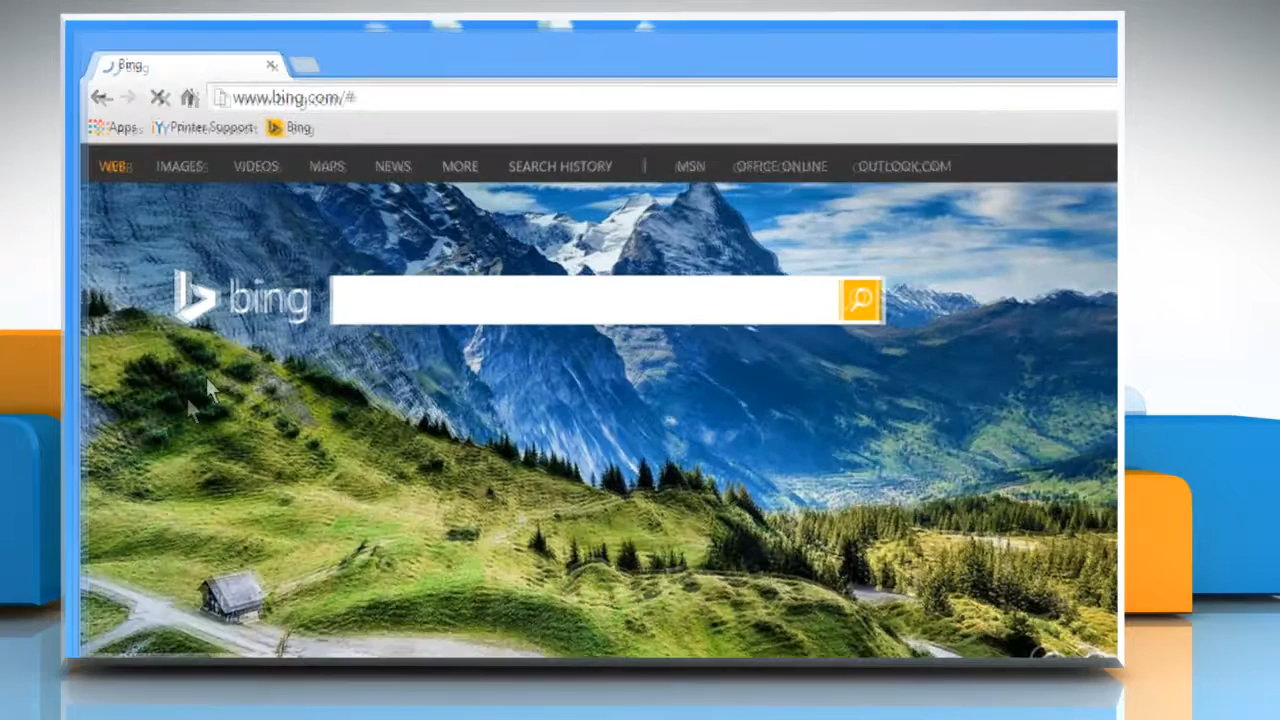 Bing
www.bing.com/#
Apps Printer Support Bing
WEB IMAGES VIDEOS MAPS NEWS MORE SEARCH HISTORY | MSN OFFICE ONLINE OUTLOOK.COM
bing